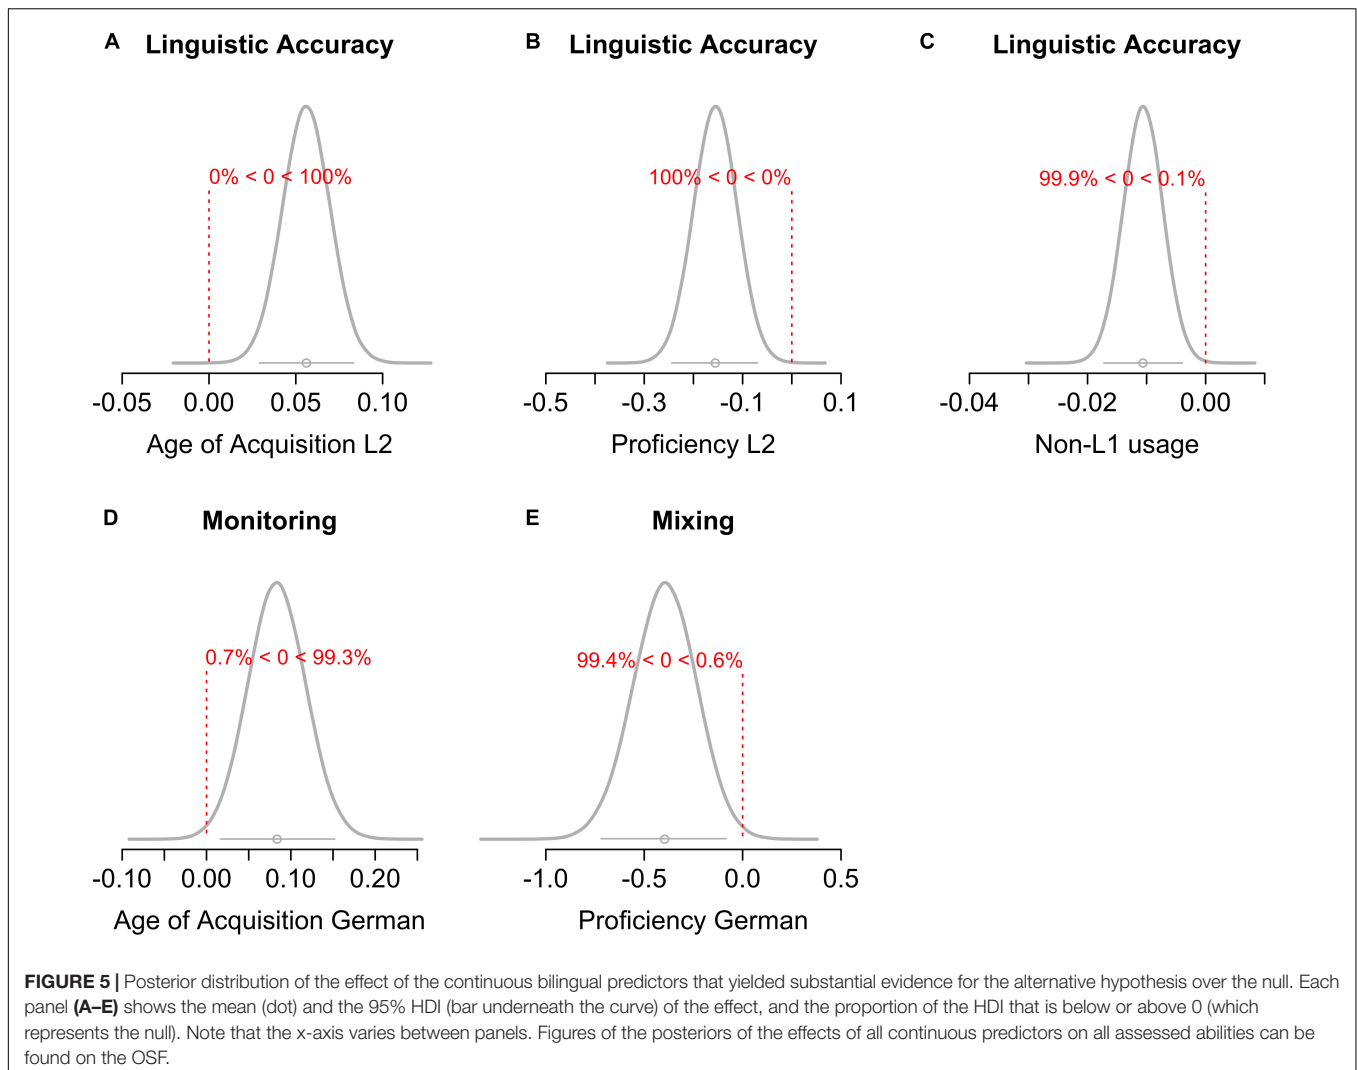 A Linguistic Accuracy
B Linguistic Accuracy
C Linguistic Accuracy
0% < 0 < 100%
100% < 0 < 0%
99.9% < 0 < 0.1%
-0.05 0.00 0.05 0.10
-0.5 -0.3 -0.1 0.1
-0.04 -0.02 0.00
Age of Acquisition L2
Proficiency L2
Non-L1 usage
D Monitoring
E Mixing
0.7% < 0 < 99.3%
99.4% < 0 < 0.6%
-0.10 0.00 0.10 0.20
-1.0 -0.5 0.0 0.5
Age of Acquisition German
Proficiency German
FIGURE 5 | Posterior distribution of the effect of the continuous bilingual predictors that yielded substantial evidence for the alternative hypothesis over the null. Each
panel (A–E) shows the mean (dot) and the 95% HDI (bar underneath the curve) of the effect, and the proportion of the HDI that is below or above 0 (which
represents the null). Note that the x-axis varies between panels. Figures of the posteriors of the effects of all continuous predictors on all assessed abilities can be
found on the OSF.